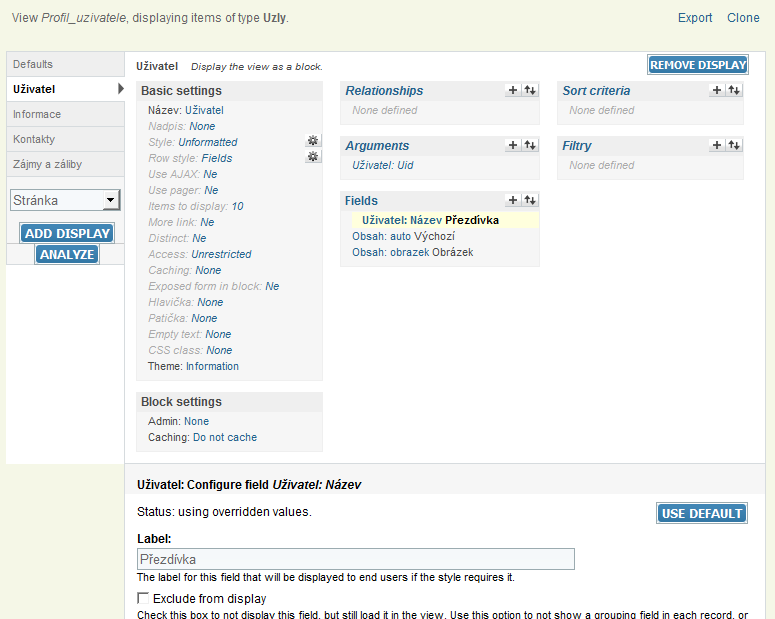 View Profil_uzivatele, displaying items of type Uzly.
Export Clone
Defaults
Uživatel
Informace
Kontakty
Zájmy a záliby
Stránka
ADD DISPLAY
ANALYZE
Uživatel Display the view as a block.
REMOVE DISPLAY
Basic settings
Název: Uživatel
Nadpis: None
Style: Unformatted
Row style: Fields
Use AJAX: Ne
Use pager: Ne
Items to display: 10
More link: Ne
Distinct: Ne
Access: Unrestricted
Caching: None
Exposed form in block: Ne
Hlavička: None
Patička: None
Empty text: None
CSS class: None
Theme: Information
Block settings
Admin: None
Caching: Do not cache
Relationships
None defined
Arguments
Uživatel: Uid
Fields
Uživatel: Název Přezdívka
Obsah: auto Výchozí
Obsah: obrazek Obrázek
Sort criteria
None defined
Filtry
None defined
Uživatel: Configure field Uživatel: Název
Status: using overridden values.
USE DEFAULT
Label:
Přezdívka
The label for this field that will be displayed to end users if the style requires it.
Exclude from display
Check this box to not display this field, but still load it in the view. Use this option to not show a grouping field in each record, or